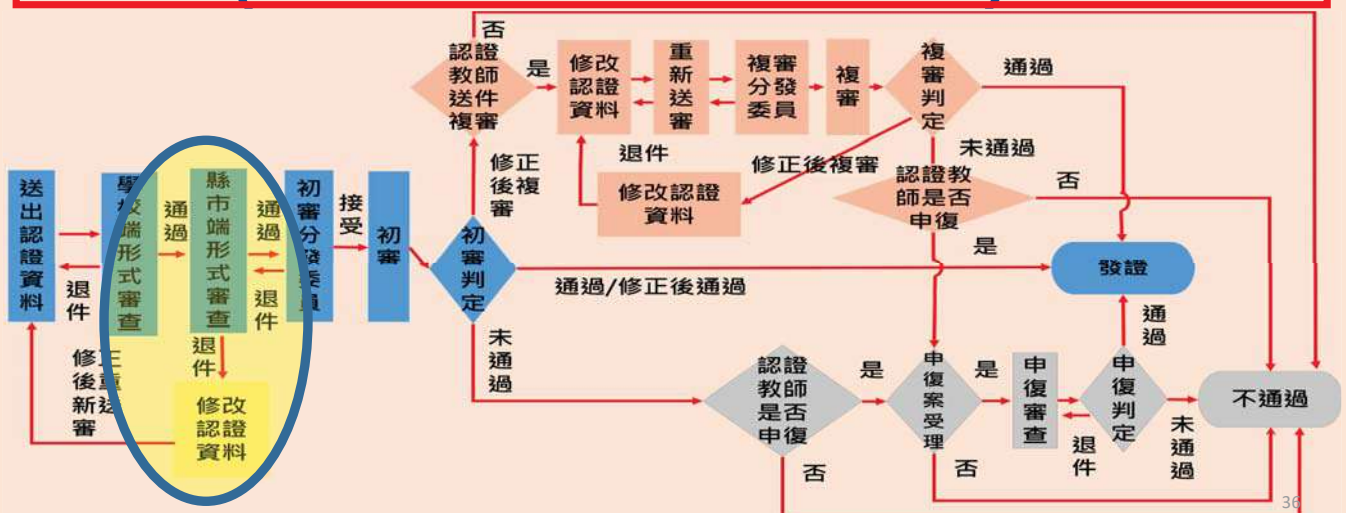 否
認證
教師
送件
複審
是
修改
認證
資料
重新送審
複審
分發
委員
複審
複審判定
通過
退件
修正後複審
未通過
修改認證
資料
認證教
師是否
申復
否
是
送出認證資料
退件
學校端形式審查
通過
縣市端形式審查
通過
退件
初審分發委員
接受
初審
初審判定
修正
後複
審
通過/修正後通過
發證
退件
修正
後重
新送
審
修改
認證
資料
未通過
認證
教師
是否
申復
是
否
申復案受理
是
否
申復審查
退件
申復判定
通過
未通過
不通過
36